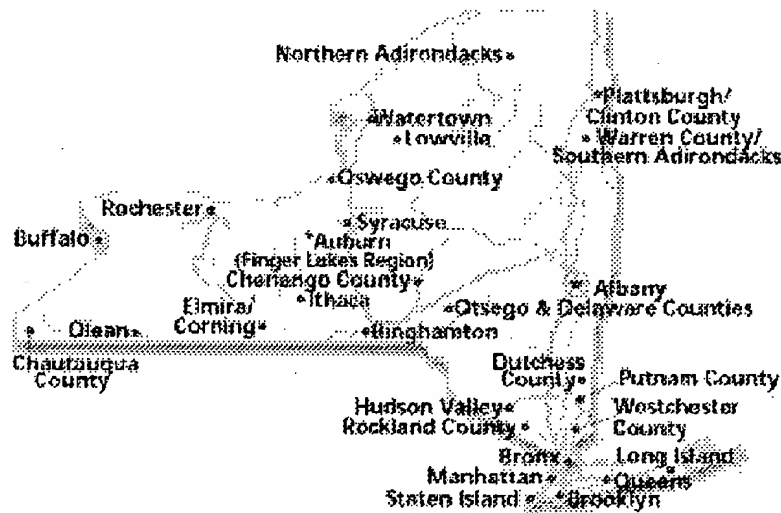 Northern Adirondacks
Plattsburgh/
Clinton County
Watertown
Lowville
Warren County/
Southern Adirondacks
Oswego County
Rochester
Syracuse
Buffalo
Auburn
(Finger Lakes Region)
Chenango County
Albany
Elmira/
Corning
Ithaca
Otsego & Delaware Counties
Olean
Binghamton
Chautauqua
County
Dutchess
County
Putnam County
Hudson Valley
Westchester
County
Rockland County
Bronx
Long Island
Manhattan
Queens
Staten Island
Brooklyn